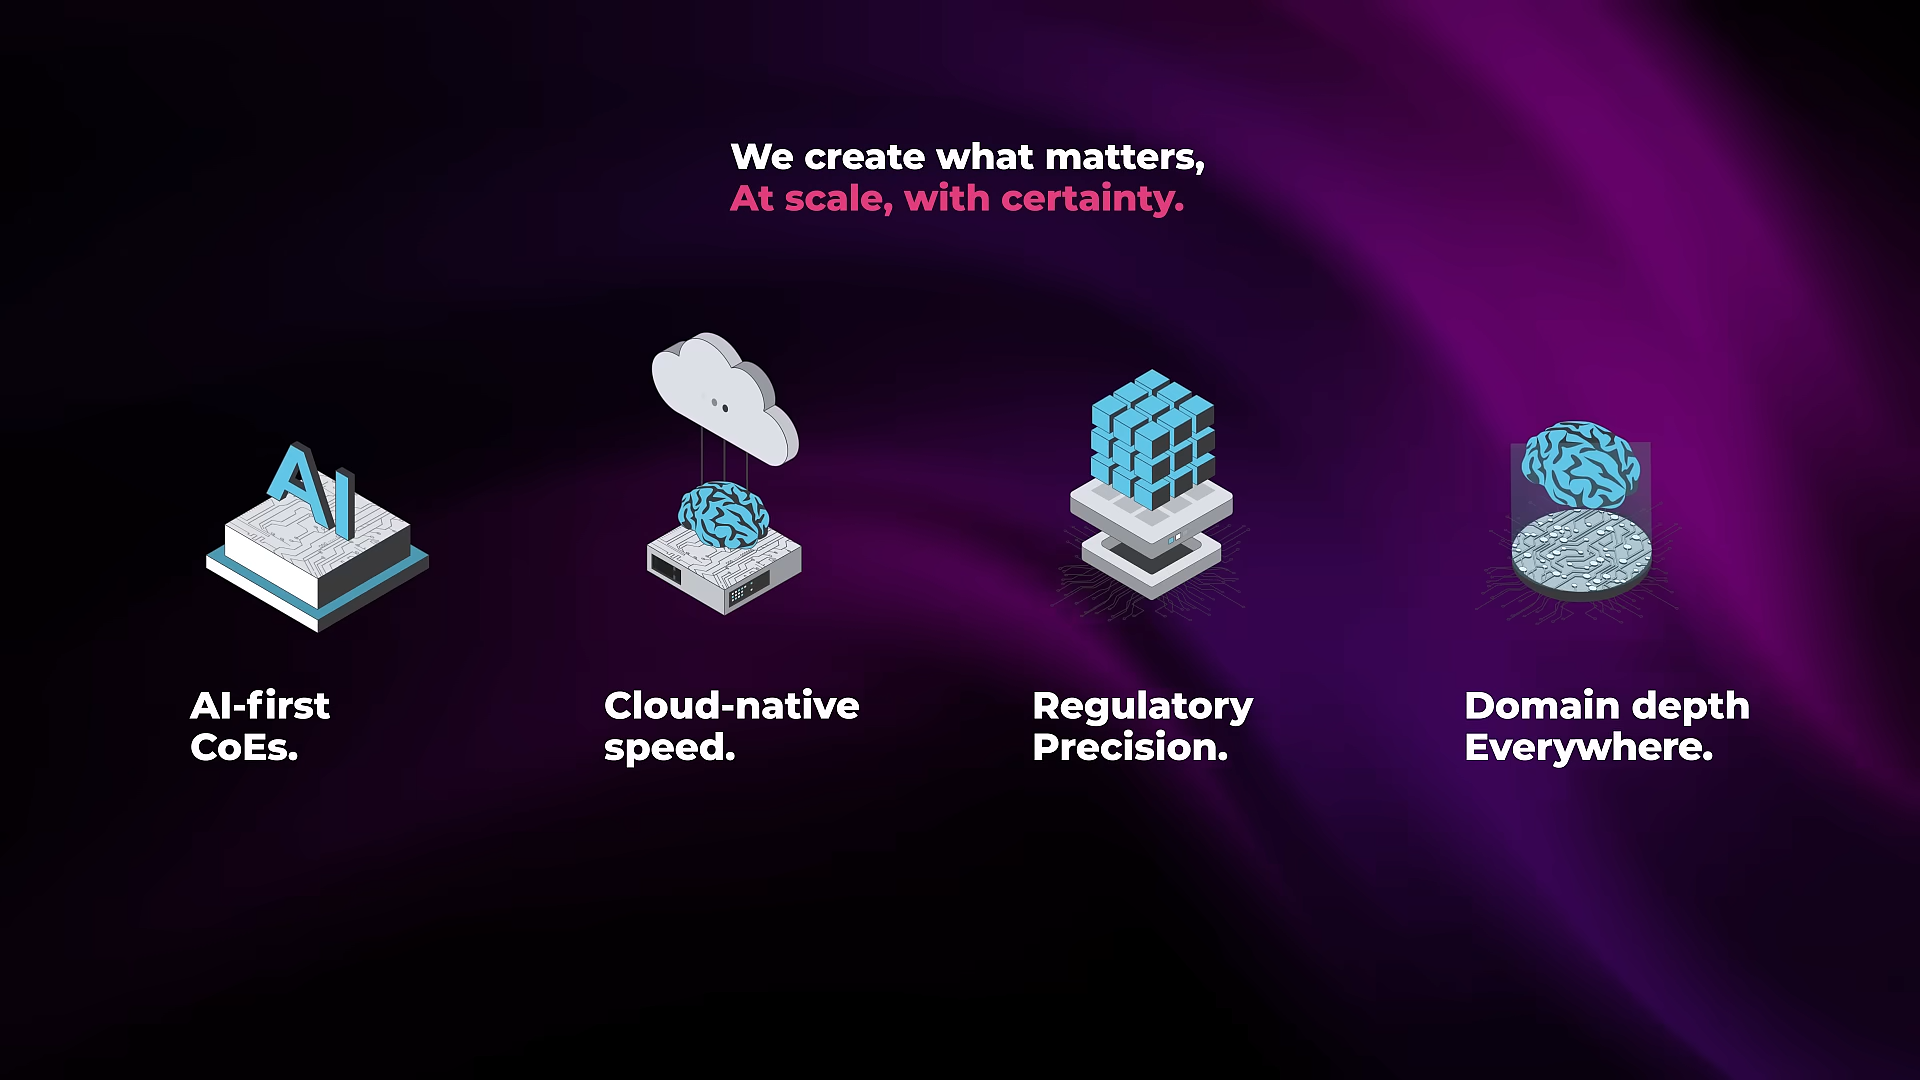 We create what matters,
At scale, with certainty.
AI
AI-first
CoEs.
Cloud-native
speed.
Regulatory
Precision.
Domain depth
Everywhere.